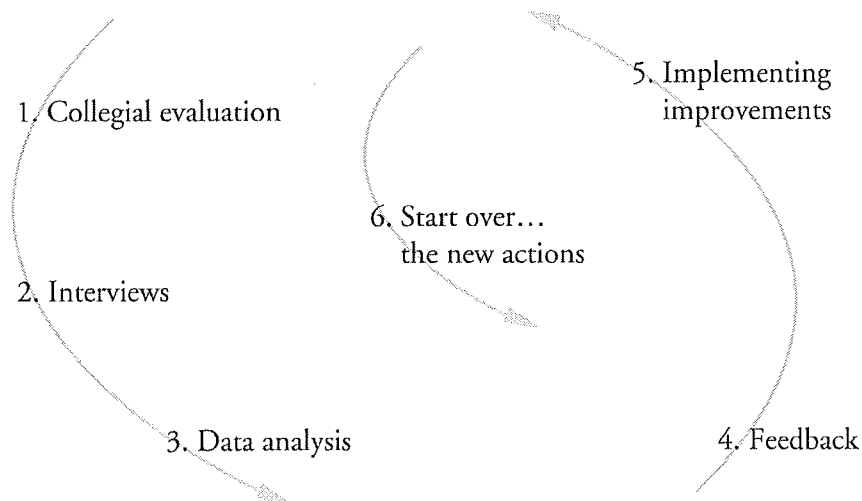 1. Collegial evaluation
2. Interviews
3. Data analysis
4. Feedback
5. Implementing
improvements
6. Start over…
the new actions